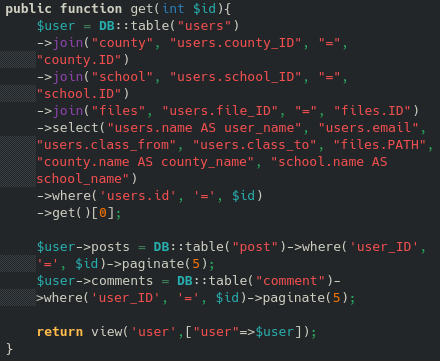 public function get(int $id){
$user = DB::table("users")
->join("county", "users.county_ID", "=",
"county.ID")
->join("school", "users.school_ID", "=",
"school.ID")
->join("files", "users.file_ID", "=", "files.ID")
->select("users.name AS user_name", "users.email",
"users.class_from", "users.class_to", "files.PATH",
"county.name AS county_name", "school.name AS
school_name")
->where('users.id', '=', $id)
->get()[0];
$user->posts = DB::table("post")->where('user_ID',
'=', $id)->paginate(5);
$user->comments = DB::table("comment")-
>where('user_ID', '=', $id)->paginate(5);
return view('user',["user"=>$user]);
}